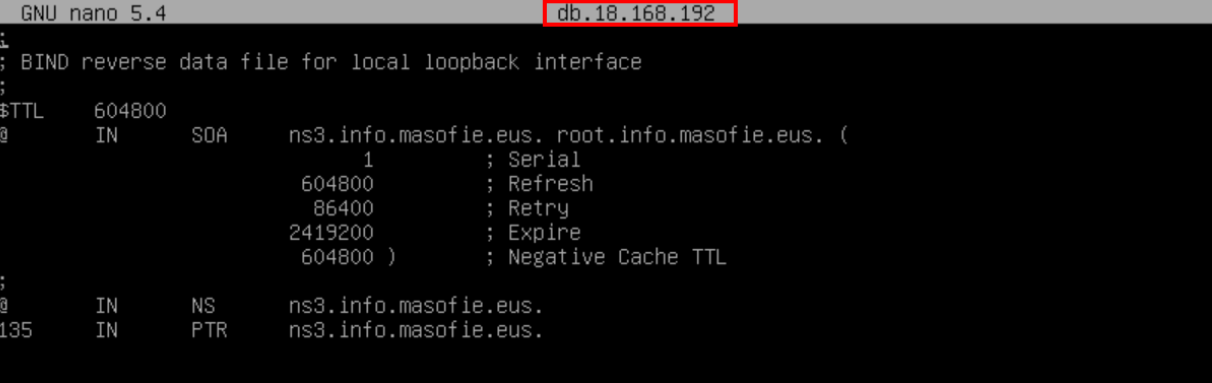 GNU nano 5.4 db.18.168.192
;
; BIND reverse data file for local loopback interface
;
$TTL 604800
@ IN SOA ns3.info.masofie.eus. root.info.masofie.eus. (
1 ; Serial
604800 ; Refresh
86400 ; Retry
2419200 ; Expire
604800 ) ; Negative Cache TTL
;
@ IN NS ns3.info.masofie.eus.
135 IN PTR ns3.info.masofie.eus.